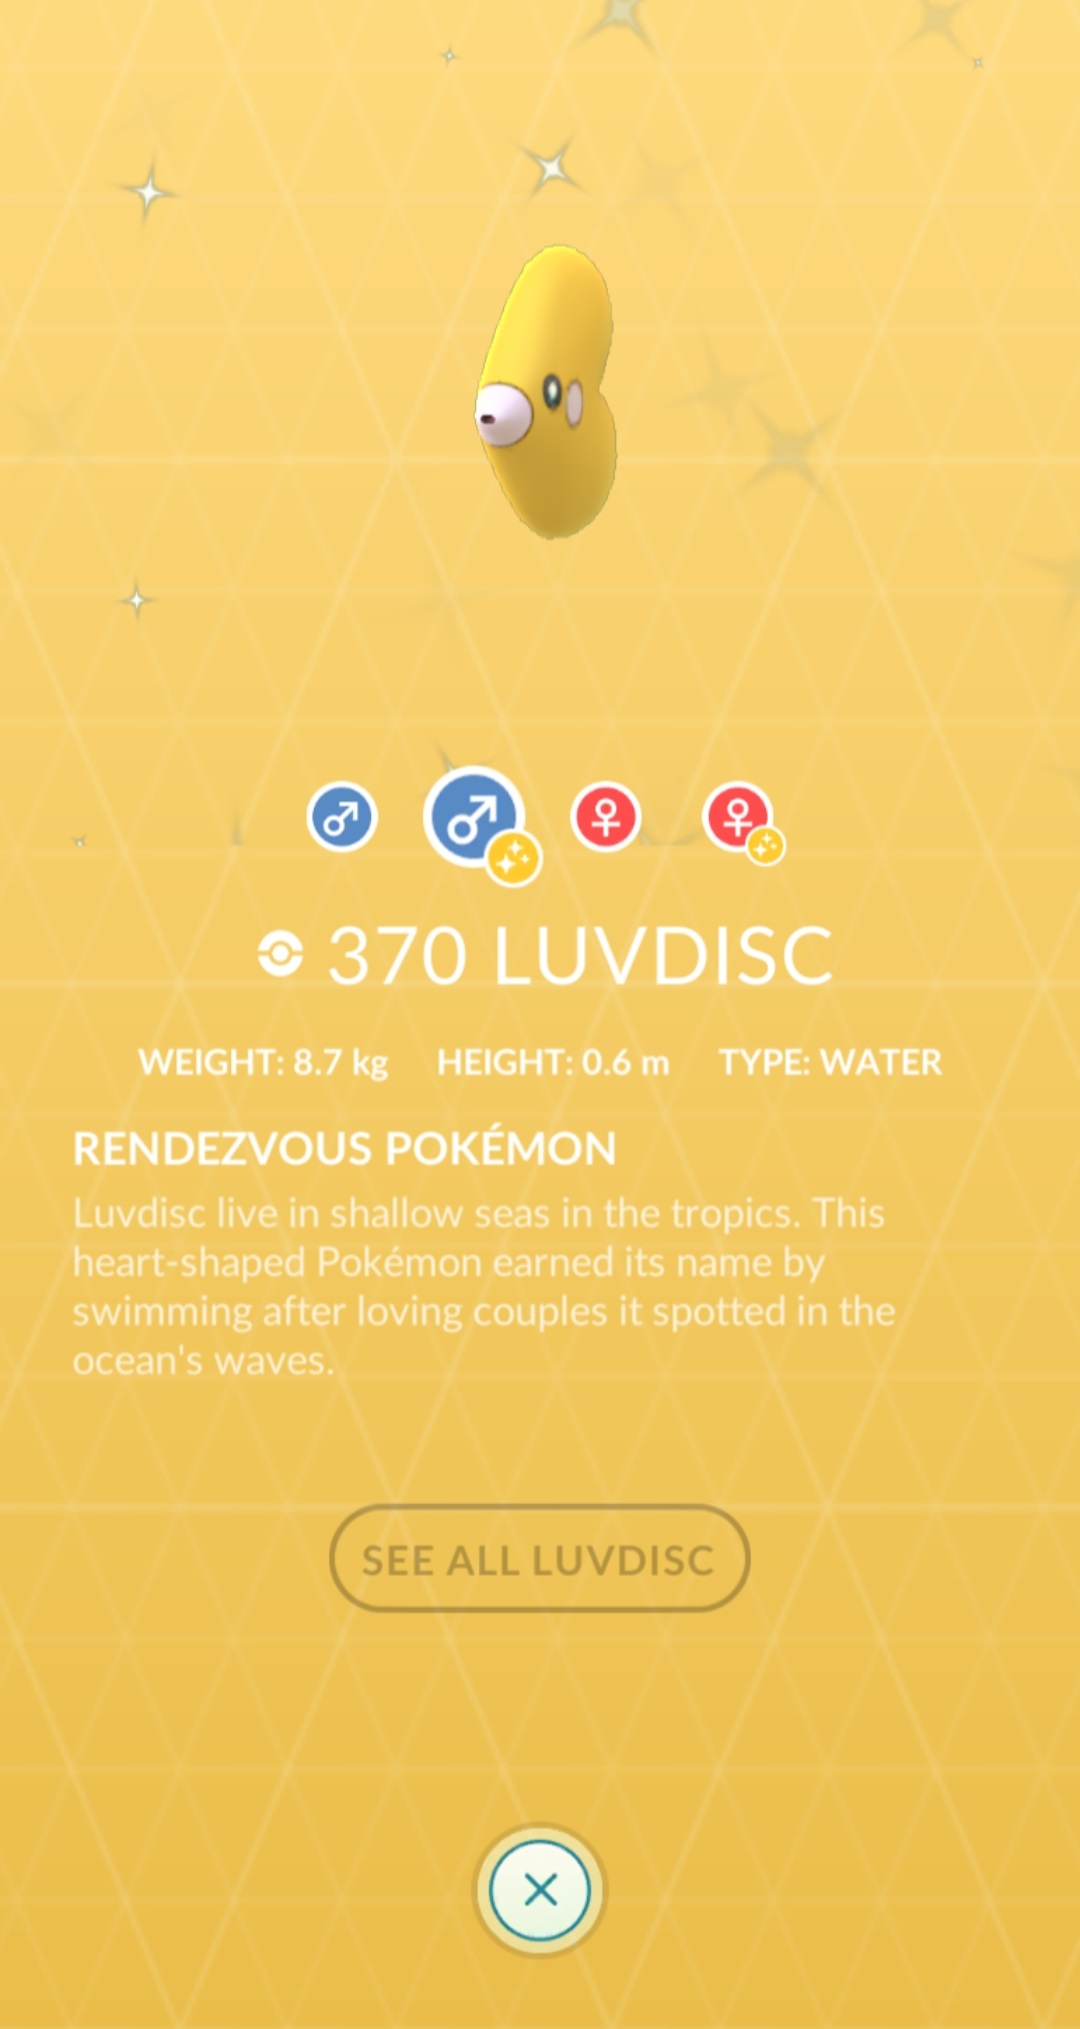 370 LUVDISC
WEIGHT: 8.7 kg HEIGHT: 0.6 m TYPE: WATER
RENDEZVOUS POKÉMON
Luvdisc live in shallow seas in the tropics. This
heart-shaped Pokémon earned its name by
swimming after loving couples it spotted in the
ocean's waves.
SEE ALL LUVDISC